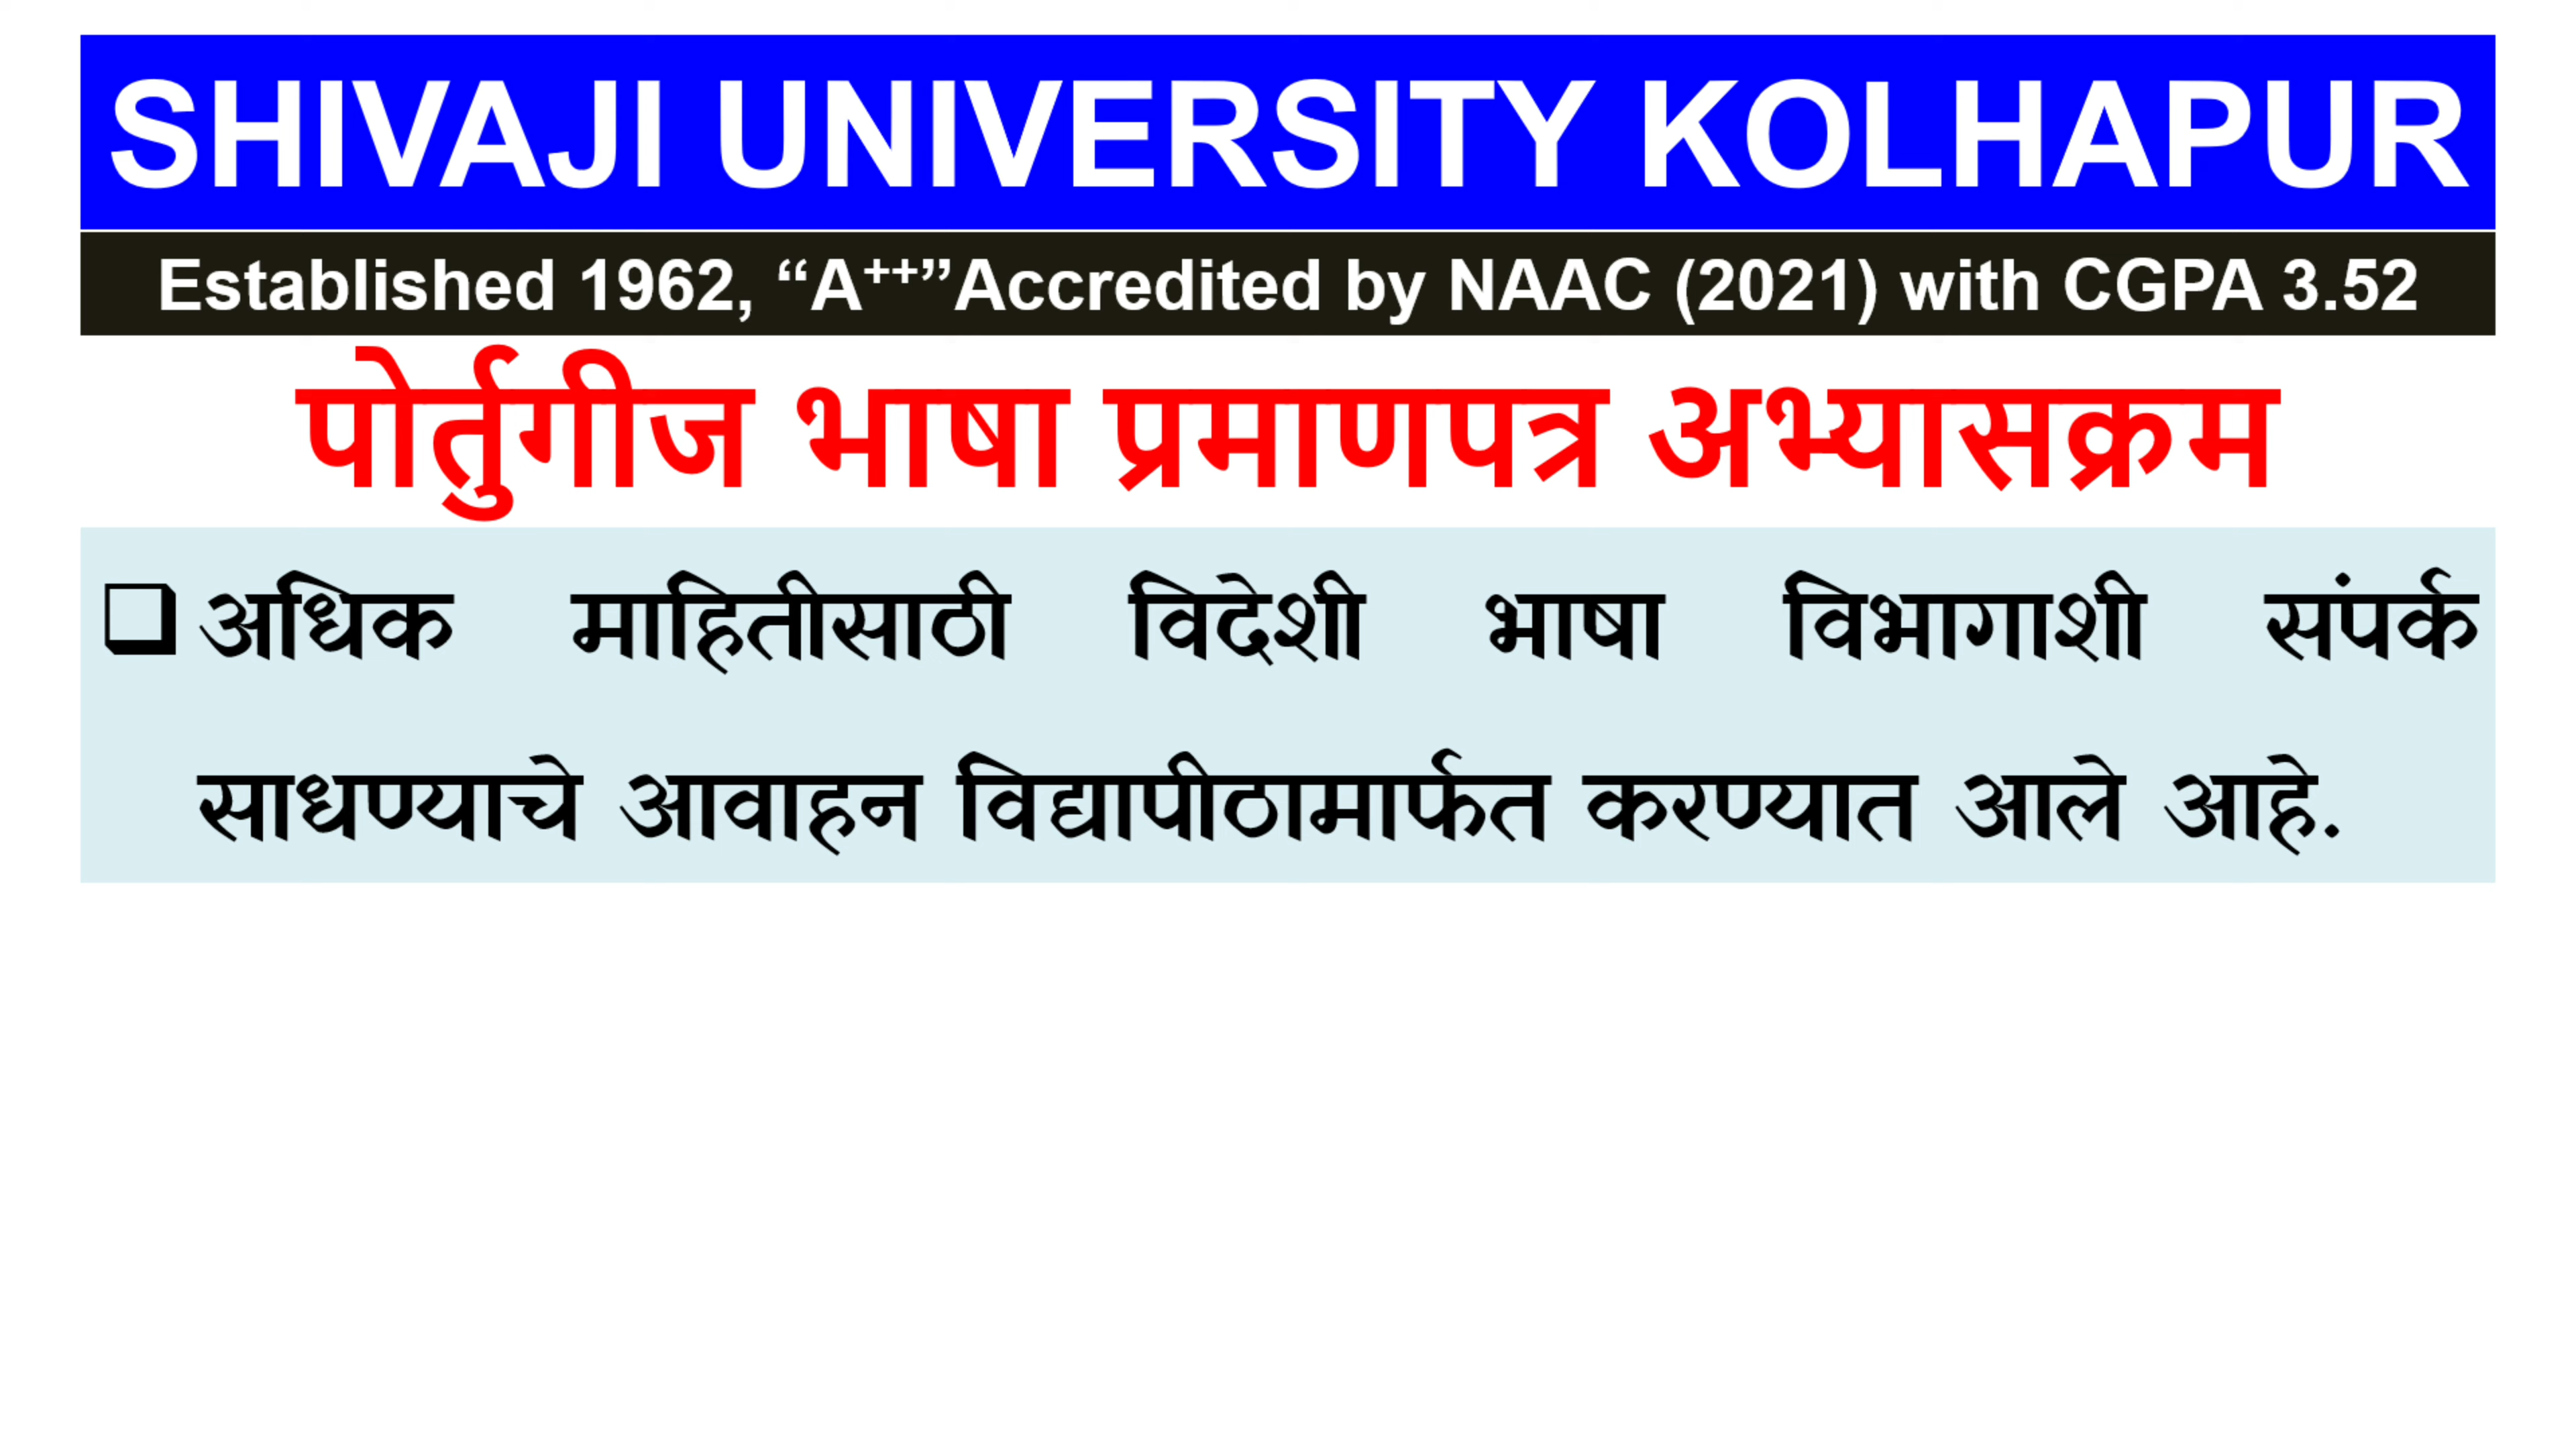 SHIVAJI UNIVERSITY KOLHAPUR
Established 1962, “A⁺⁺”Accredited by NAAC (2021) with CGPA 3.52
पोर्तुगीज भाषा प्रमाणपत्र अभ्यासक्रम
❑ अधिक माहितीसाठी विदेशी भाषा विभागाशी संपर्क
साधण्याचे आवाहन विद्यापीठामार्फत करण्यात आले आहे.